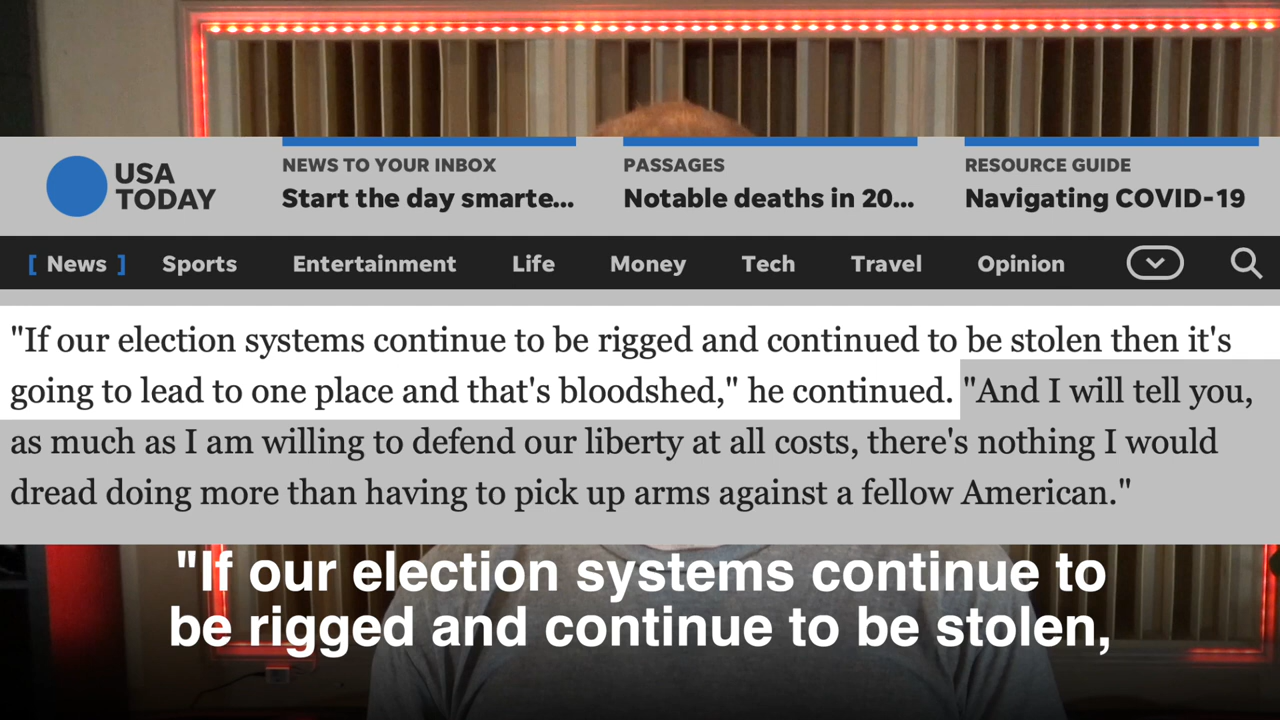 USA
TODAY
NEWS TO YOUR INBOX
Start the day smarte...
PASSAGES
Notable deaths in 20...
RESOURCE GUIDE
Navigating COVID-19
[ News ] Sports Entertainment Life Money Tech Travel Opinion
"If our election systems continue to be rigged and continued to be stolen then it's
going to lead to one place and that's bloodshed," he continued. "And I will tell you,
as much as I am willing to defend our liberty at all costs, there's nothing I would
dread doing more than having to pick up arms against a fellow American."
"If our election systems continue to
be rigged and continue to be stolen,